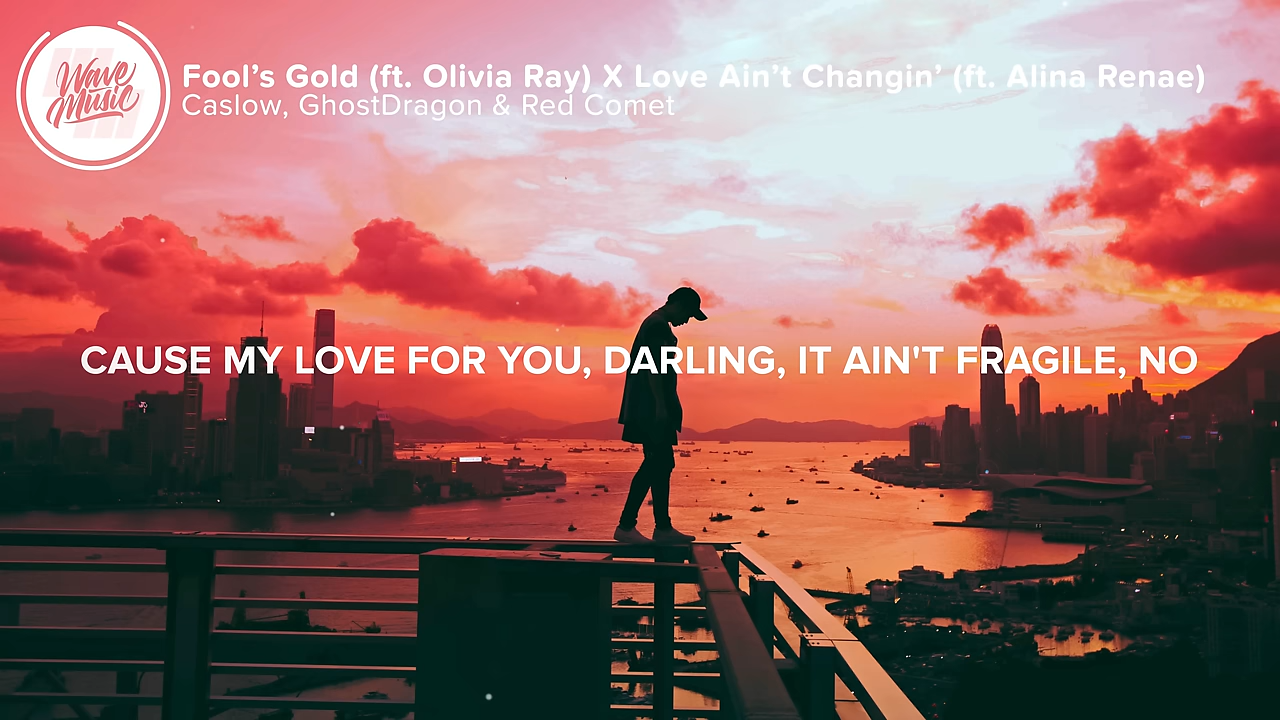 Wave
Music
Fool’s Gold (ft. Olivia Ray) X Love Ain’t Changin’ (ft. Alina Renae)
Caslow, GhostDragon & Red Comet
CAUSE MY LOVE FOR YOU, DARLING, IT AIN'T FRAGILE, NO